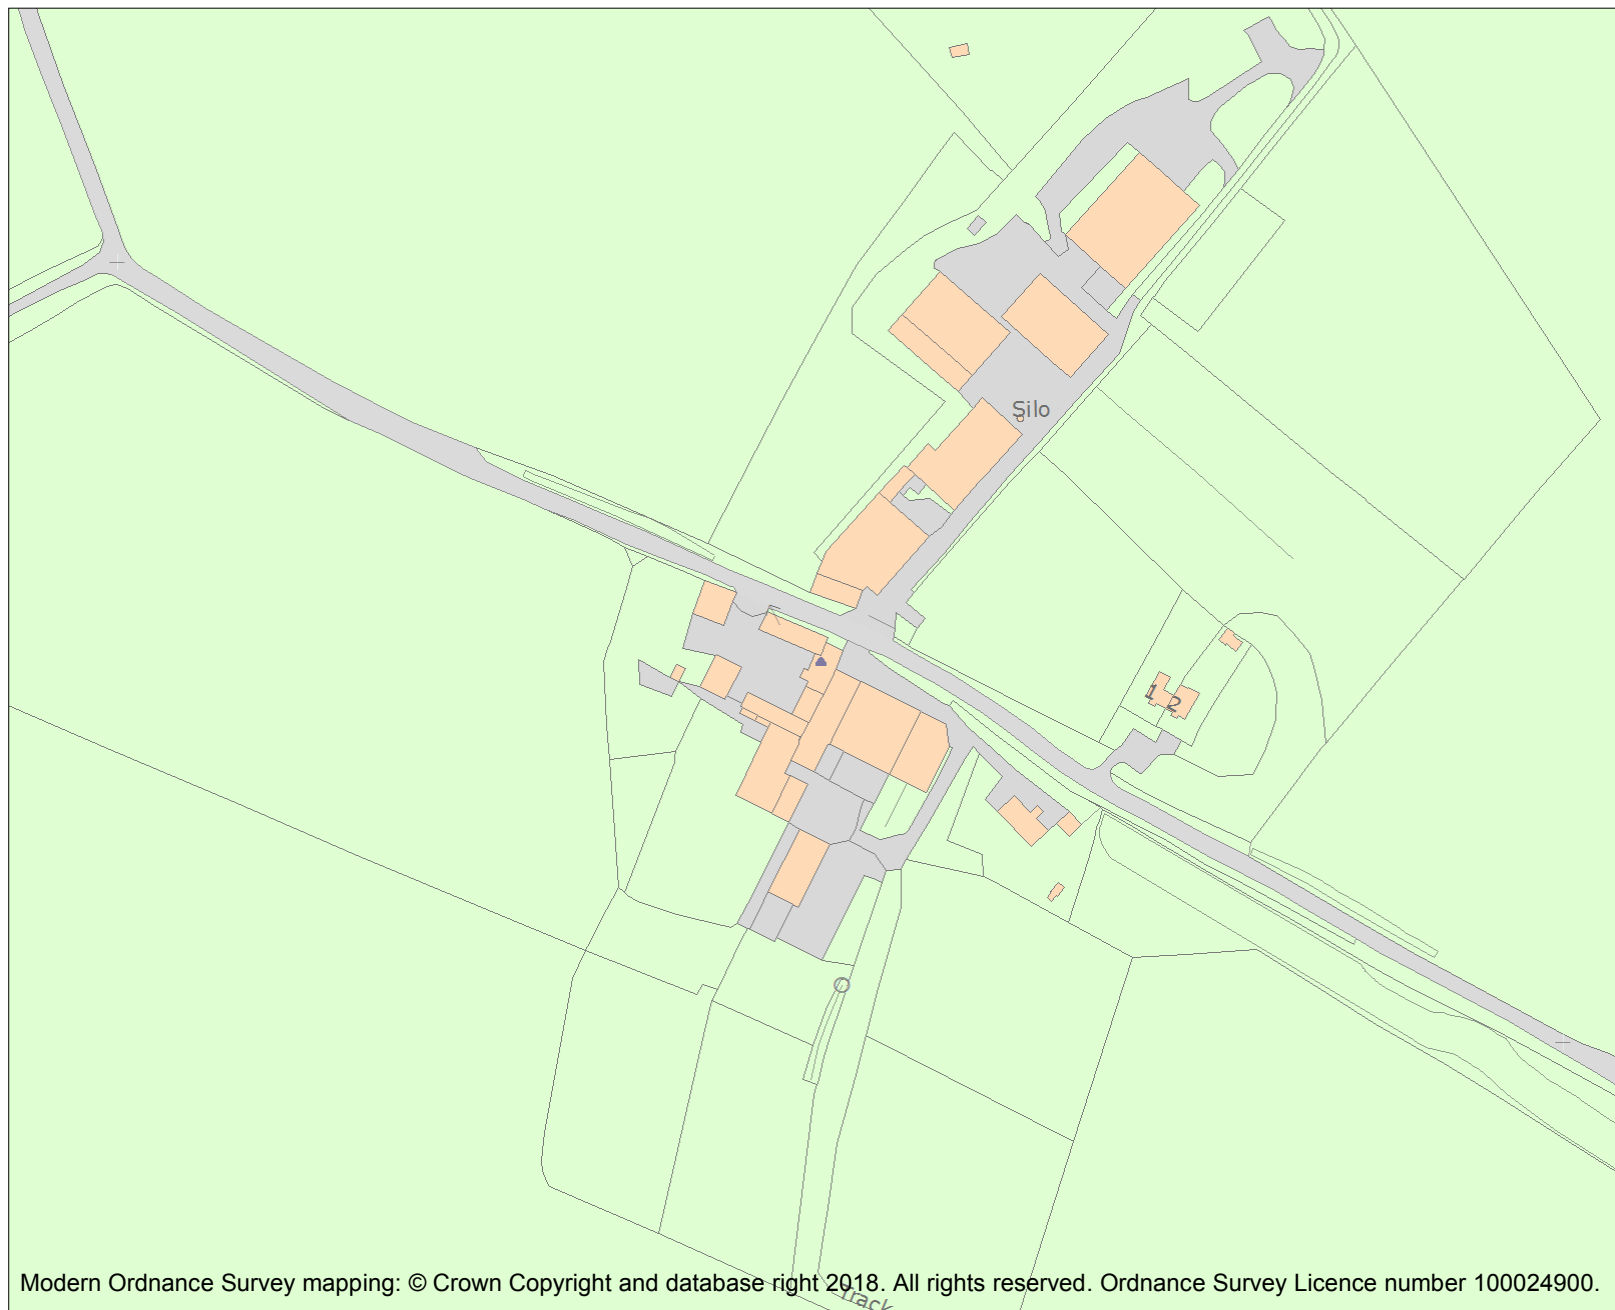 Silo
1
2
Track
Modern Ordnance Survey mapping: © Crown Copyright and database right 2018. All rights reserved. Ordnance Survey Licence number 100024900.